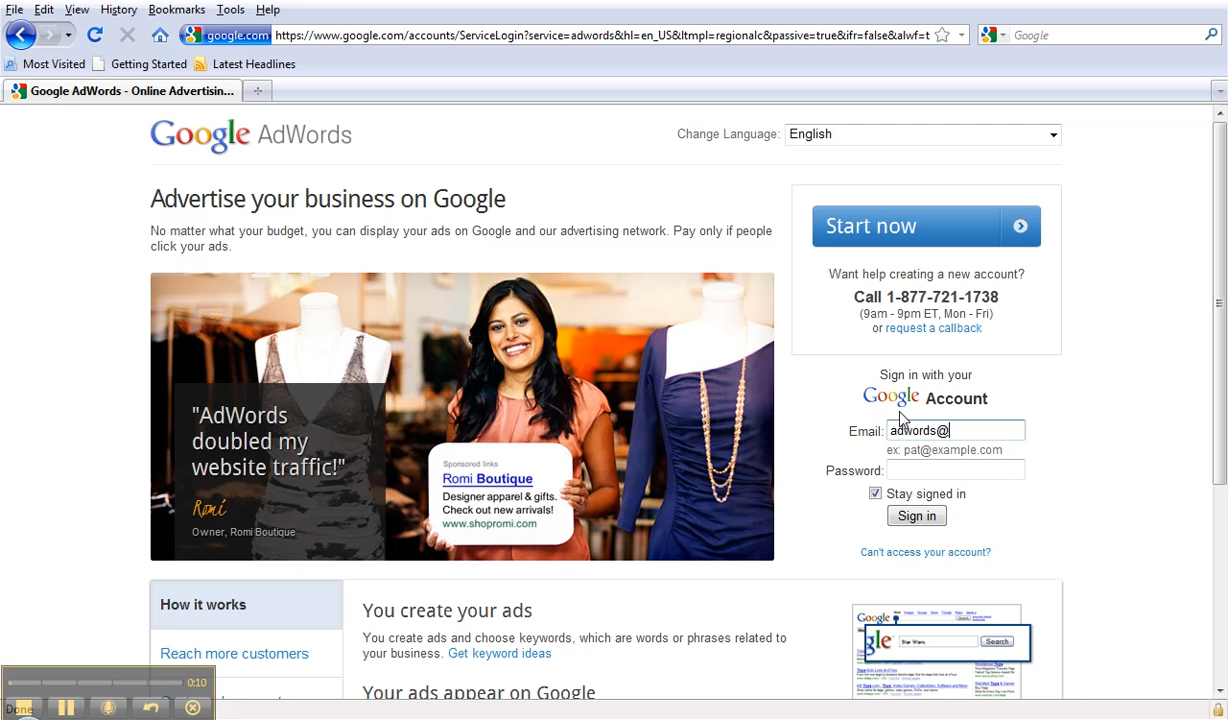 File Edit View History Bookmarks Tools Help
google.com https://www.google.com/accounts/ServiceLogin?service=adwords&hl=en_US&ltmpl=regionalc&passive=true&ifr=false&alwf=t Google
Most Visited Getting Started Latest Headlines
Google AdWords - Online Advertisin...
Google AdWords
Change Language: English
Advertise your business on Google
No matter what your budget, you can display your ads on Google and our advertising network. Pay only if people
click your ads.
"AdWords
doubled my
website traffic!"
Romi
Owner, Romi Boutique
Sponsored links
Romi Boutique
Designer apparel & gifts.
Check out new arrivals!
www.shopromi.com
Start now
Want help creating a new account?
Call 1-877-721-1738
(9am - 9pm ET, Mon - Fri)
or request a callback
Sign in with your
Google Account
Email: adwords@
ex: pat@example.com
Password:
Stay signed in
Sign in
Can't access your account?
How it works
Reach more customers
You create your ads
You create ads and choose keywords, which are words or phrases related to
your business. Get keyword ideas
Your ads appear on Google
Google
gle Star Wars Search
0:10
Done